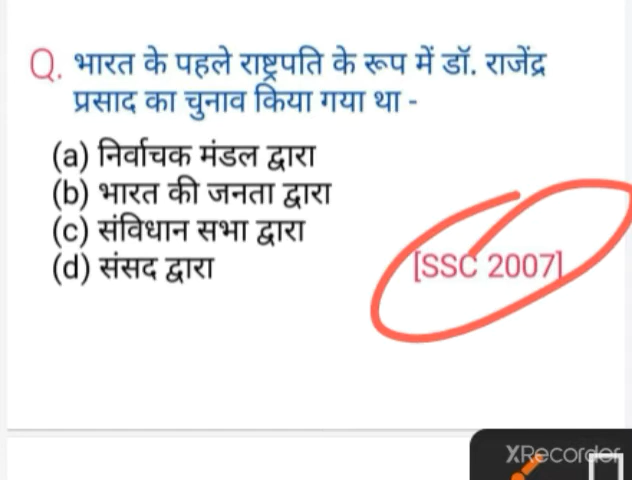 Q. भारत के पहले राष्ट्रपति के रूप में डॉ. राजेंद्र
प्रसाद का चुनाव किया गया था -
(a) निर्वाचक मंडल द्वारा
(b) भारत की जनता द्वारा
(c) संविधान सभा द्वारा
(d) संसद द्वारा
[SSC 2007]
XRecorder